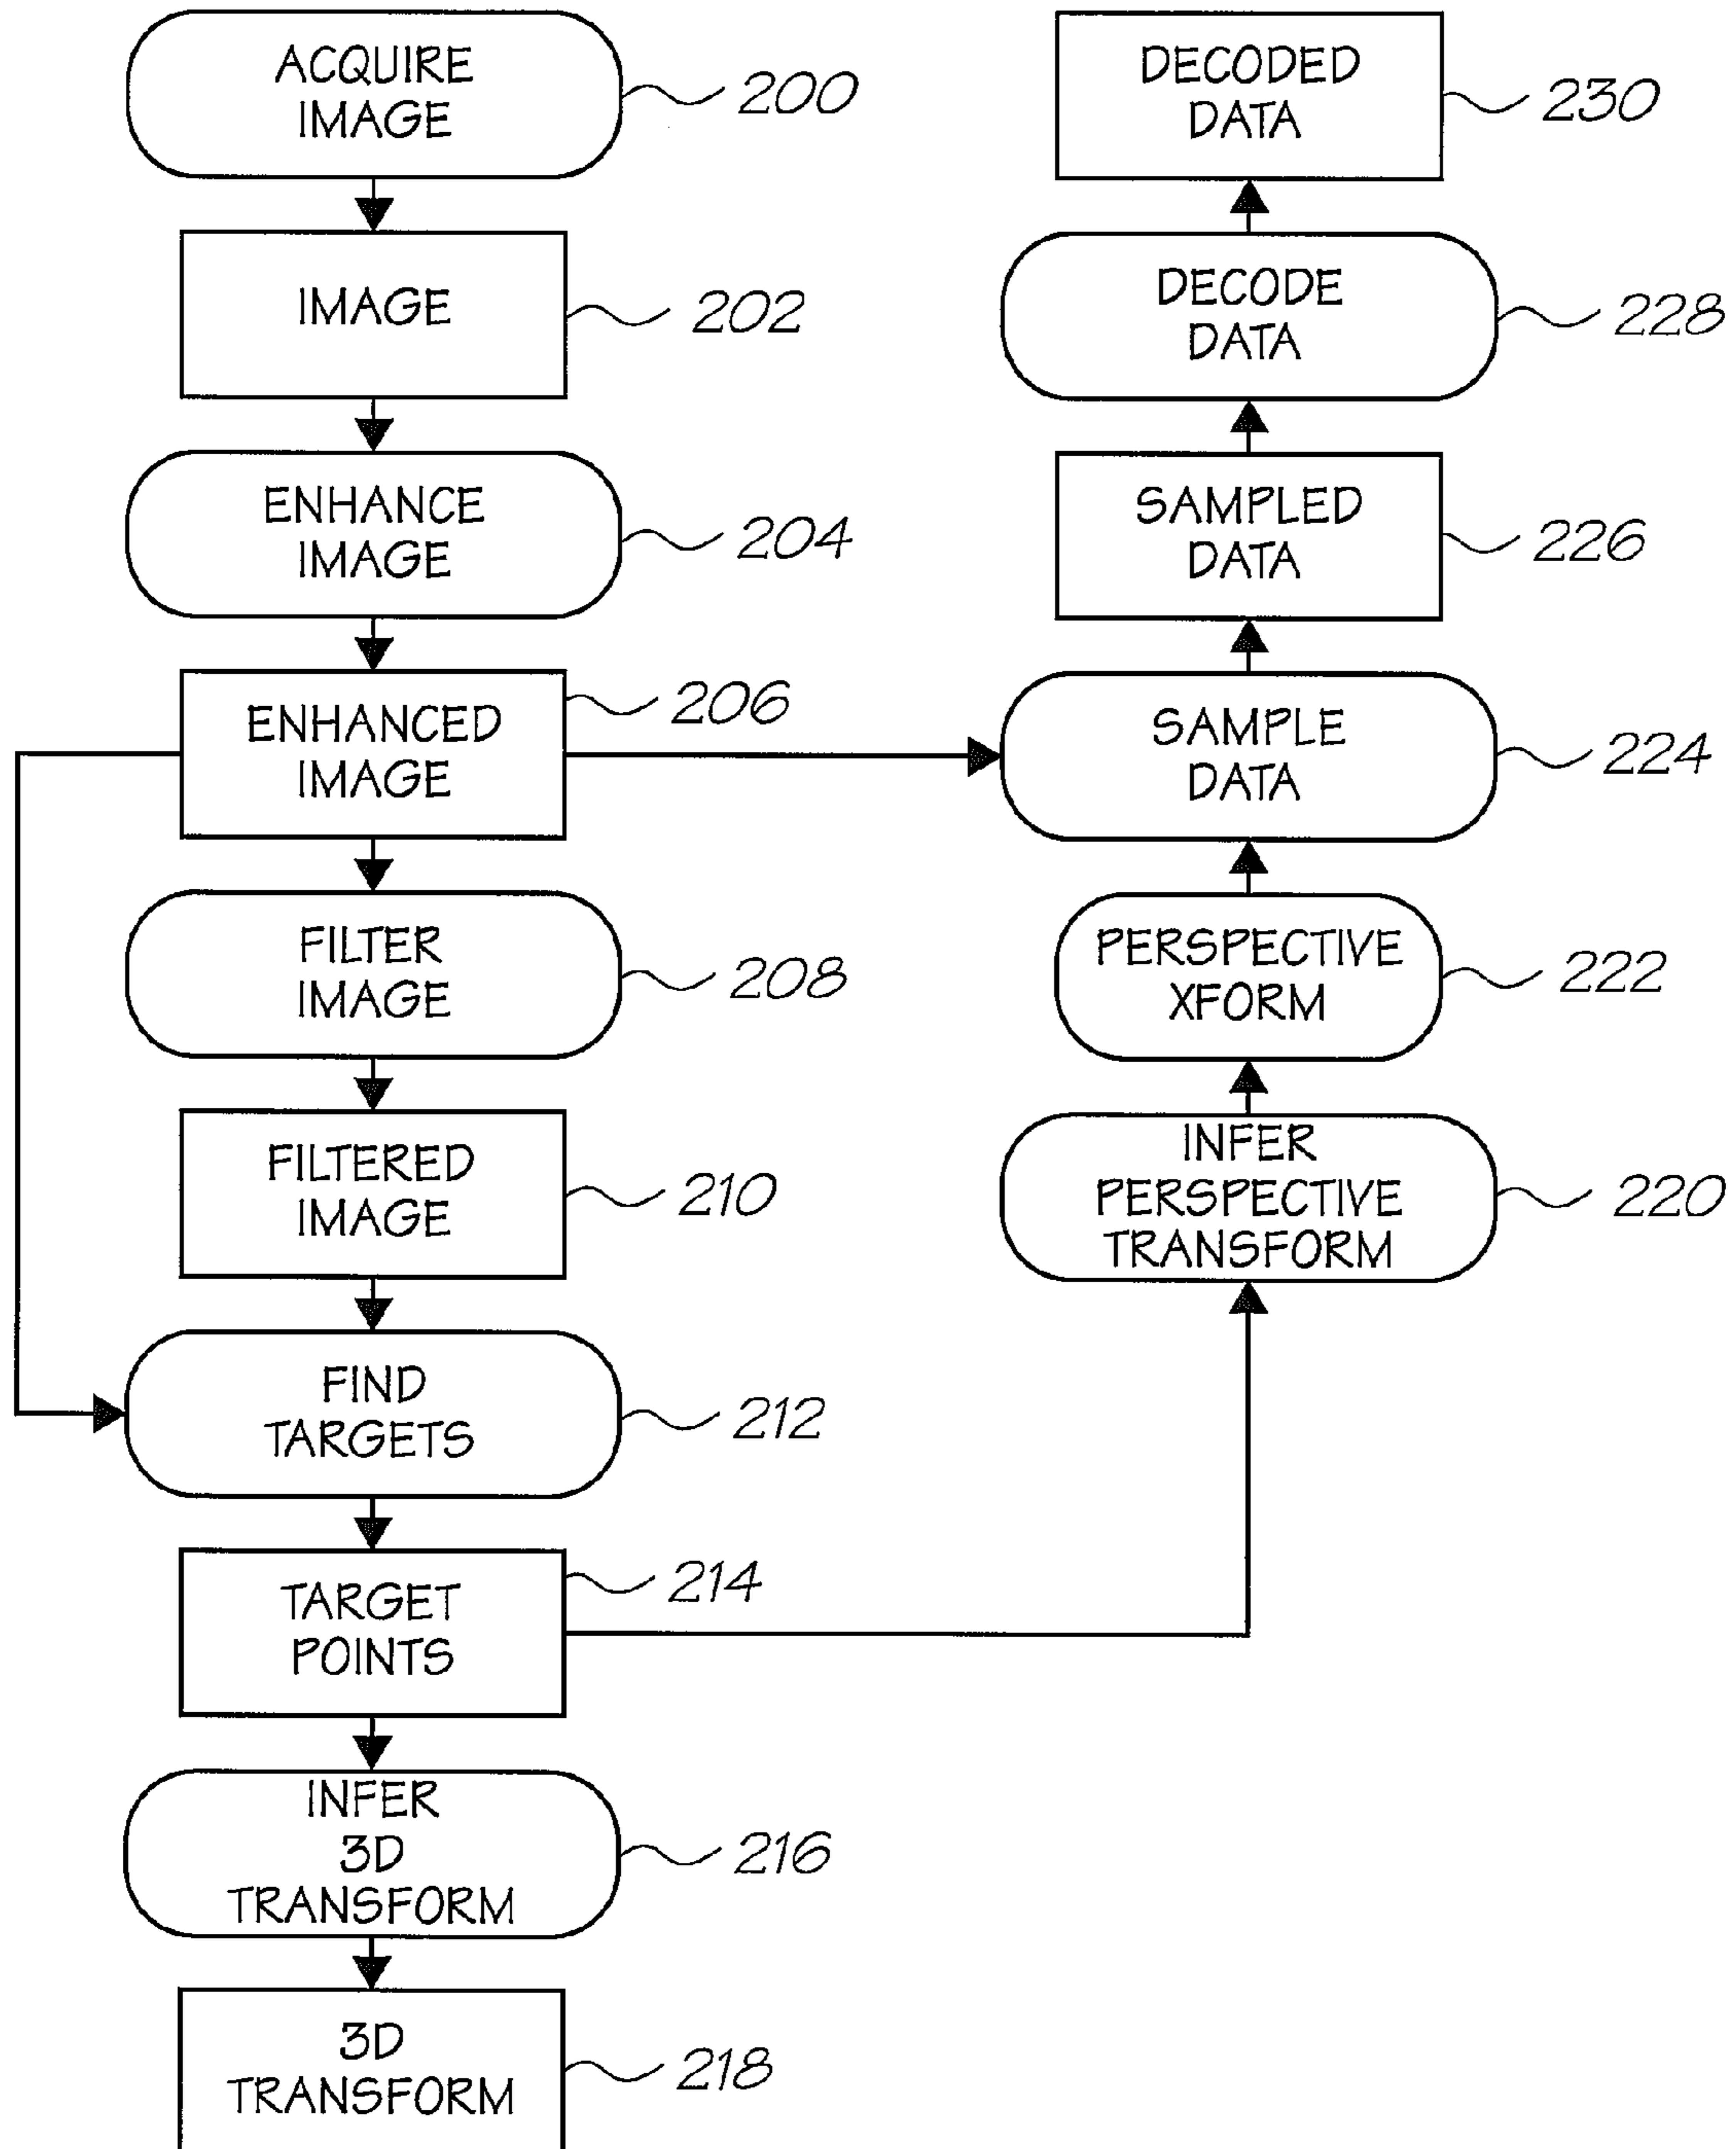 ACQUIRE
IMAGE
200
IMAGE
202
ENHANCE
IMAGE
204
ENHANCED
IMAGE
206
FILTER
IMAGE
208
FILTERED
IMAGE
210
FIND
TARGETS
212
TARGET
POINTS
214
INFER
3D
TRANSFORM
216
3D
TRANSFORM
218
DECODED
DATA
230
DECODE
DATA
228
SAMPLED
DATA
226
SAMPLE
DATA
224
PERSPECTIVE
XFORM
222
INFER
PERSPECTIVE
TRANSFORM
220